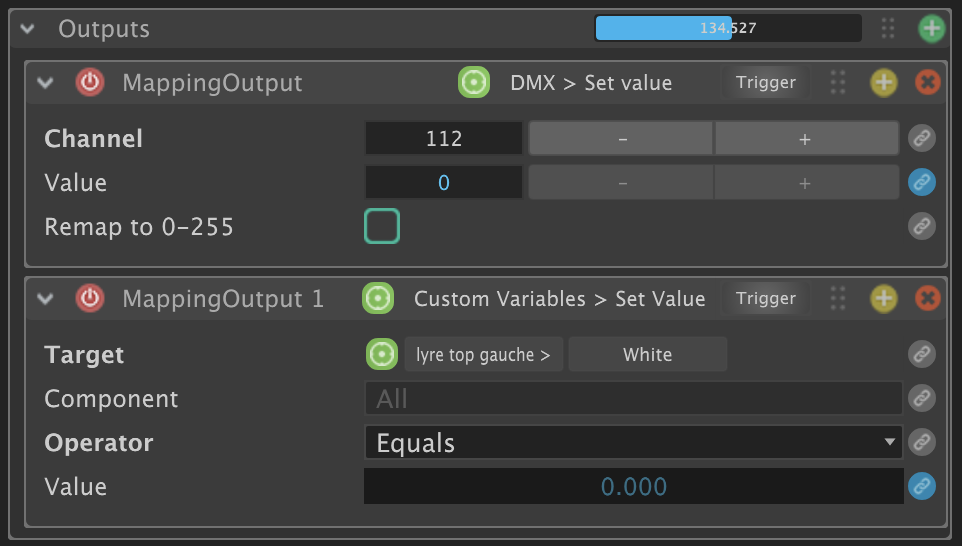 Outputs 134.527
MappingOutput DMX > Set value Trigger
Channel 112 - +
Value 0 - +
Remap to 0-255
MappingOutput 1 Custom Variables > Set Value Trigger
Target lyre top gauche > White
Component All
Operator Equals
Value 0.000